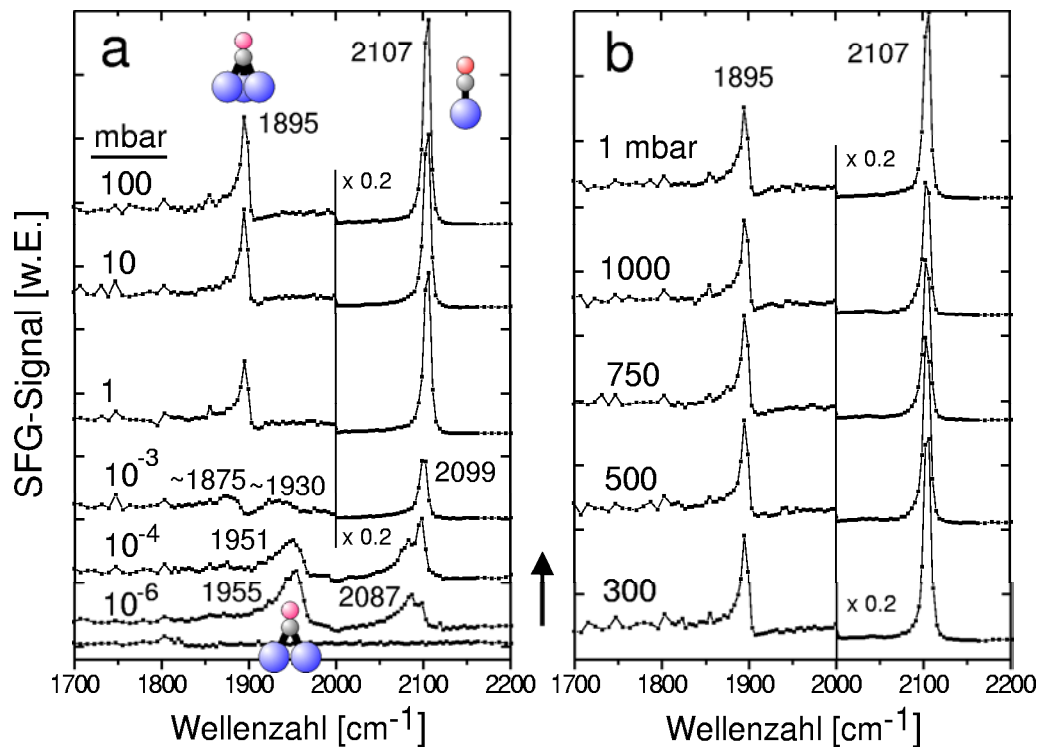 a
2107
1895
mbar
100
x 0.2
10
1
10-3
~1875
~1930
2099
10-4
1951
x 0.2
10-6
1955
2087
1700
1800
1900
2000
2100
2200
Wellenzahl [cm-1]
SFG-Signal [w.E.]
b
2107
1895
1 mbar
x 0.2
1000
750
500
300
x 0.2
1700
1800
1900
2000
2100
2200
Wellenzahl [cm-1]